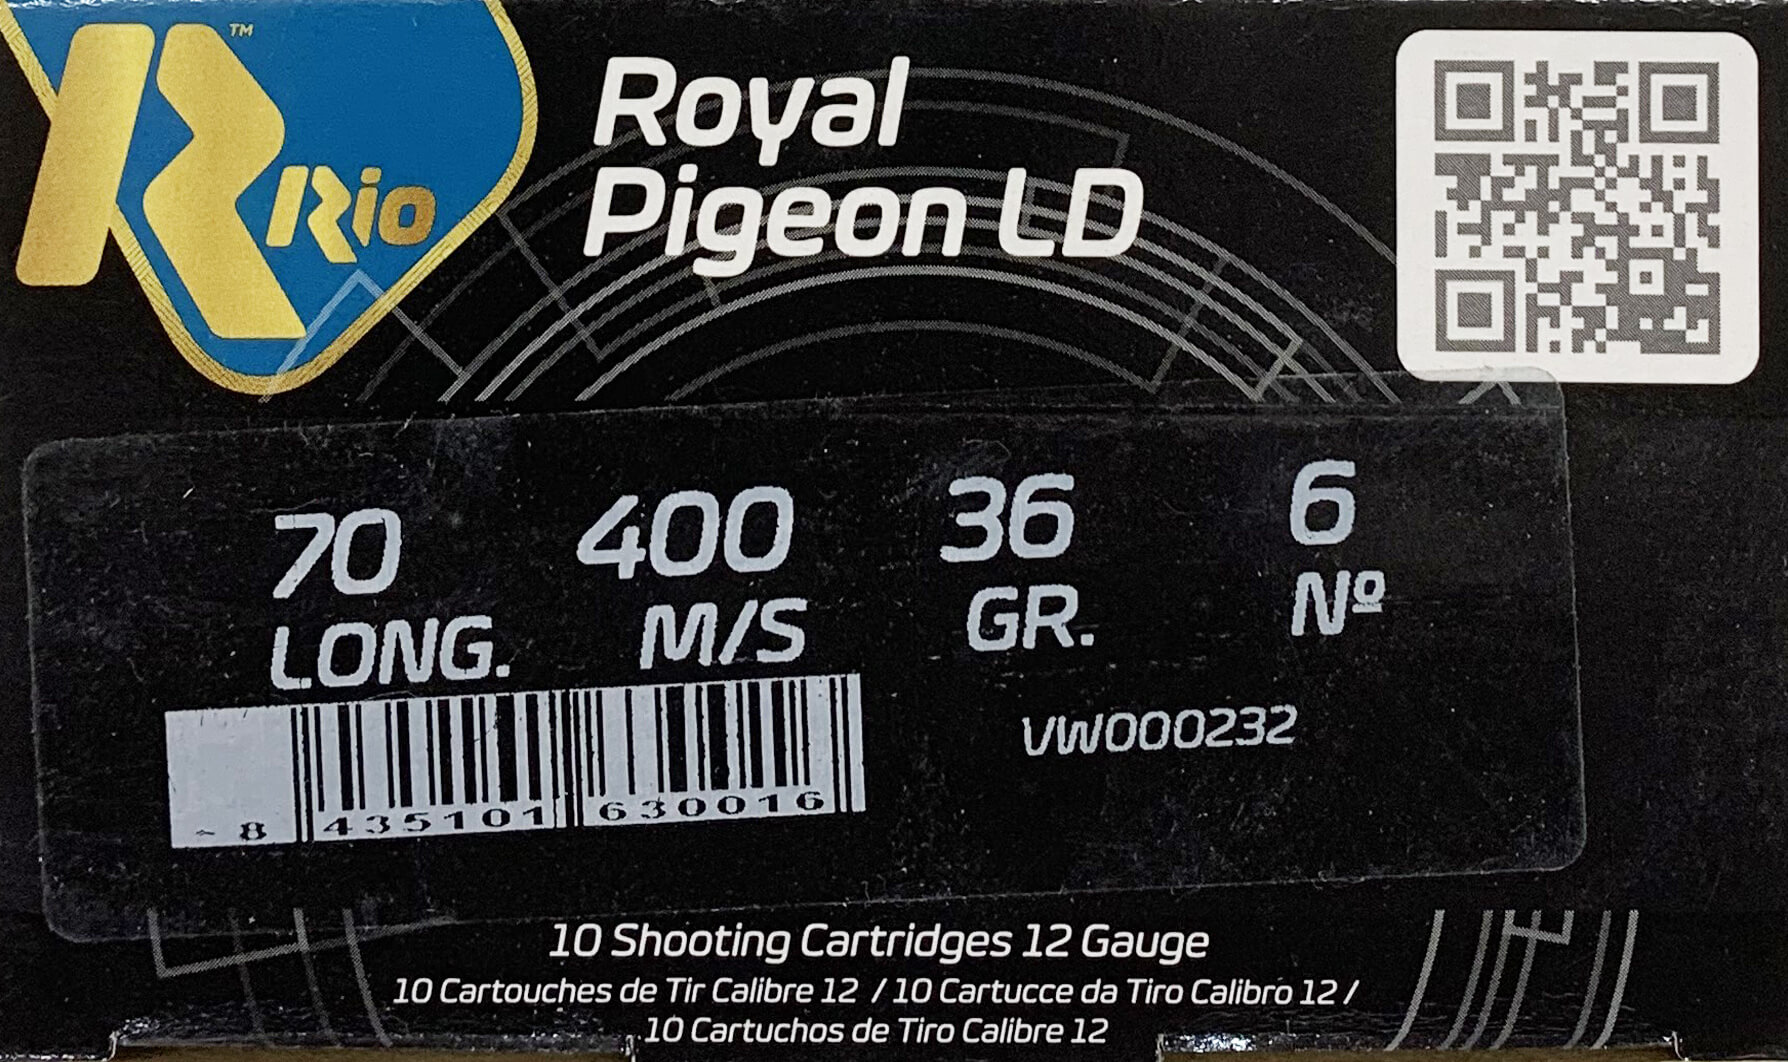 Rio™
Royal
Pigeon LD
70 400 36 6
LONG. M/S GR. Nº
VW000232
8 435101 630016
10 Shooting Cartridges 12 Gauge
10 Cartouches de Tir Calibre 12 / 10 Cartucce da Tiro Calibro 12 /
10 Cartuchos de Tiro Calibre 12